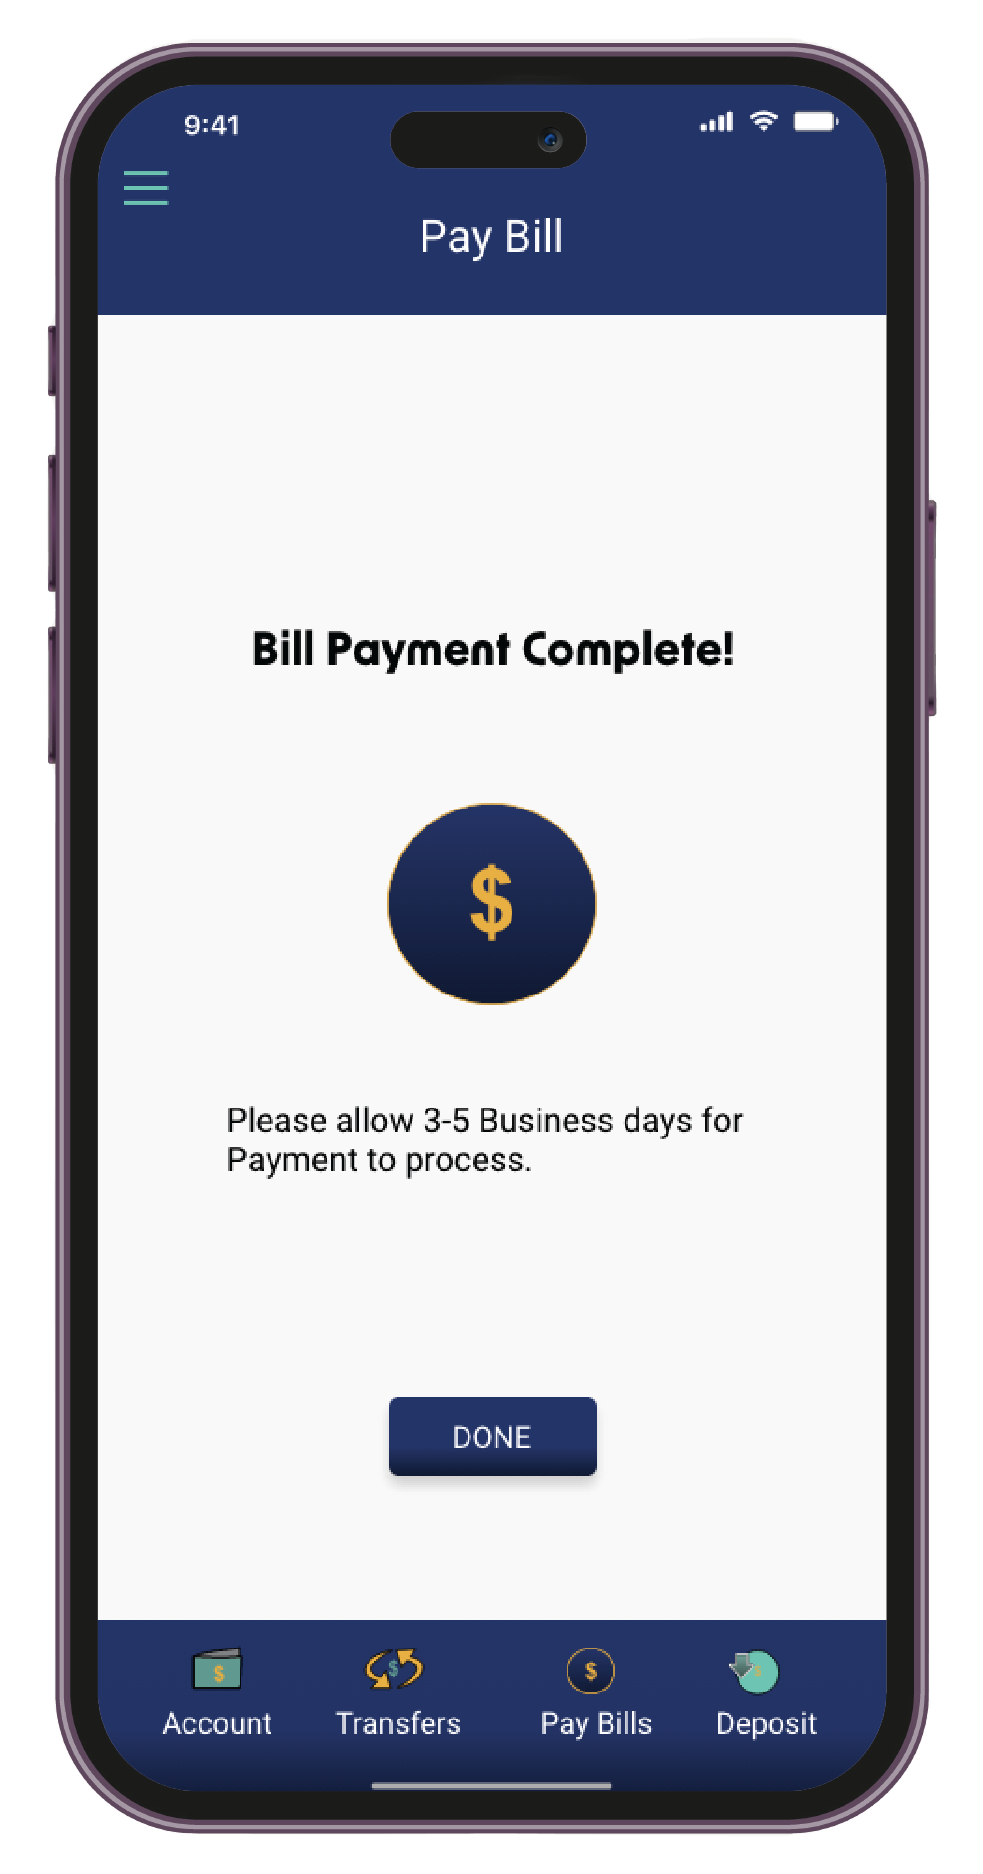 9:41
Pay Bill
Bill Payment Complete!
$
Please allow 3-5 Business days for
Payment to process.
DONE
$ $ $ $
Account Transfers Pay Bills Deposit